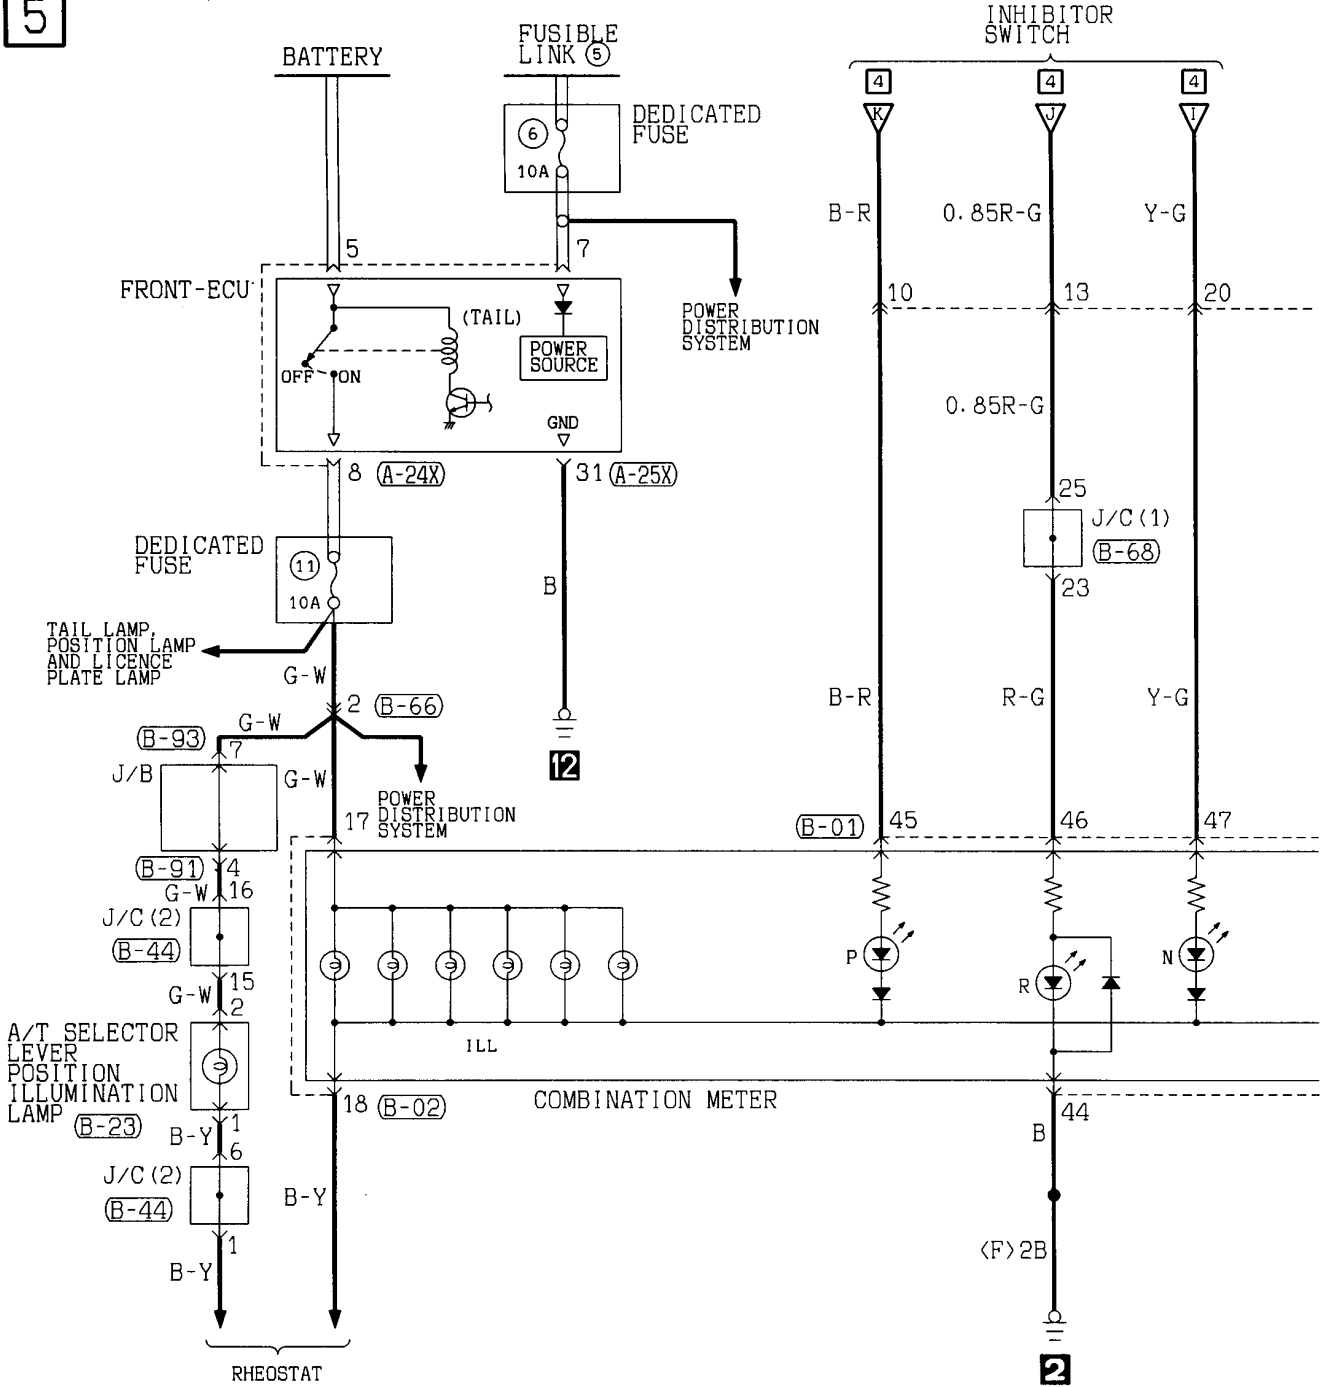 5
BATTERY
FUSIBLE
LINK ⑤
INHIBITOR
SWITCH
4
4
4
K
J
I
6
10A
DEDICATED
FUSE
B-R
0.85R-G
Y-G
5
7
FRONT-ECU
10
13
20
(TAIL)
POWER
DISTRIBUTION
SYSTEM
OFF
ON
POWER
SOURCE
GND
0.85R-G
8
A-24X
31
A-25X
25
J/C(1)
B-68
23
DEDICATED
FUSE
11
10A
B
TAIL LAMP,
POSITION LAMP
AND LICENCE
PLATE LAMP
G-W
2
B-66
B-R
R-G
Y-G
G-W
B-93
7
12
J/B
G-W
POWER
DISTRIBUTION
SYSTEM
17
B-01
45
46
47
B-91
4
G-W
16
J/C(2)
B-44
P
R
N
15
G-W
2
A/T SELECTOR
LEVER
POSITION
ILLUMINATION
LAMP
B-23
ILL
18
B-02
COMBINATION METER
44
1
B-Y
6
B
J/C(2)
B-44
B-Y
1
B-Y
<F>2B
RHEOSTAT
2